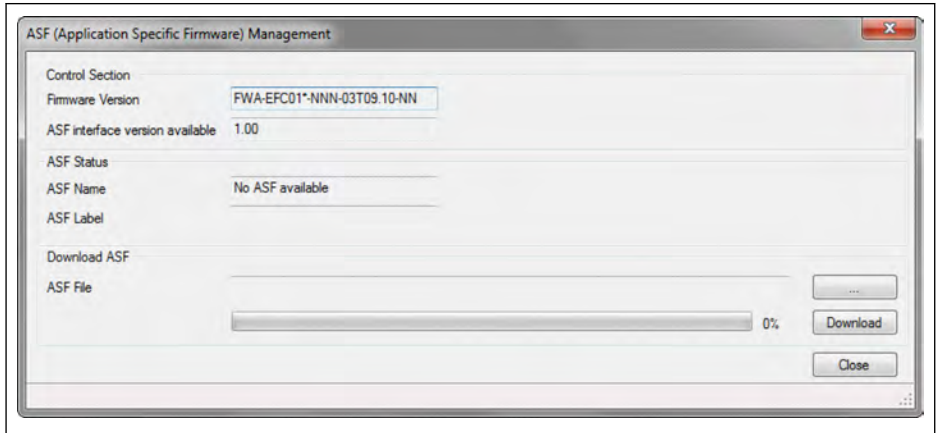 ASF (Application Specific Firmware) Management
x
Control Section
Firmware Version FWA-EFC01*-NNN-03T09.10-NN
ASF interface version available 1.00
ASF Status
ASF Name No ASF available
ASF Label
Download ASF
ASF File ...
0% Download
Close